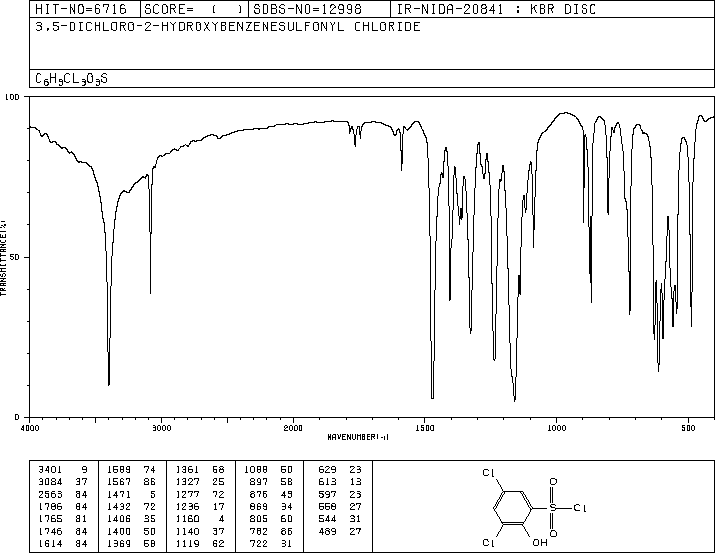 HIT-NO=6716 SCORE= ( ) SDBS-NO=12998 IR-NIDA-20841 : KBR DISC
3,5-DICHLORO-2-HYDROXYBENZENESULFONYL CHLORIDE
C6H3CL3O3S
100
TRANSMITTANCE(%)
50
0
4000 3000 2000 1500 1000 500
WAVENUMBER(-1)
3401 9 1589 74 1361 58 1088 50 629 23
3084 37 1567 86 1327 25 897 58 613 13
2563 84 1471 5 1277 72 876 49 597 23
1786 84 1432 72 1236 17 869 34 558 27
1765 81 1406 35 1160 4 805 60 544 31
1746 84 1400 50 1140 37 782 86 489 27
1614 84 1369 58 1119 62 722 31
Cl
O
S Cl
O
Cl OH